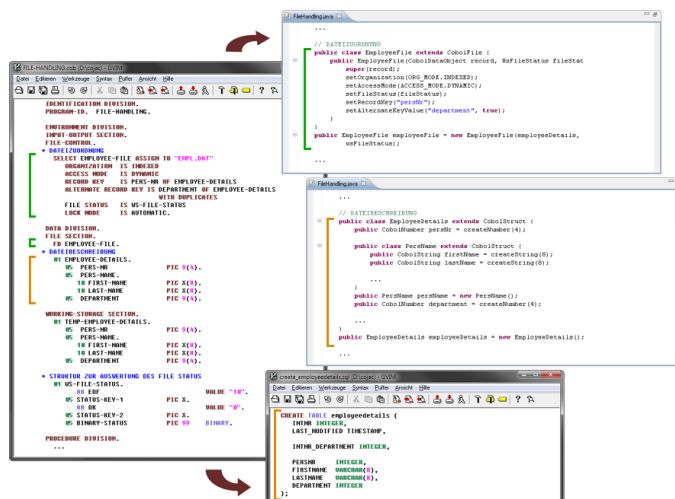 FILE-HANDLING.cob (D:\cojac) - GVIM
Datei Editieren Werkzeuge Syntax Puffer Ansicht Hilfe
IDENTIFICATION DIVISION.
PROGRAM-ID. FILE-HANDLING.
ENVIRONMENT DIVISION.
INPUT-OUTPUT SECTION.
FILE-CONTROL.
* DATEIZUORDNUNG
SELECT EMPLOYEE-FILE ASSIGN TO "EMPL.DAT"
ORGANIZATION IS INDEXED
ACCESS MODE IS DYNAMIC
RECORD KEY IS PERS-NR OF EMPLOYEE-DETAILS
ALTERNATE RECORD KEY IS DEPARTMENT OF EMPLOYEE-DETAILS
WITH DUPLICATES
FILE STATUS IS WS-FILE-STATUS
LOCK MODE IS AUTOMATIC.
DATA DIVISION.
FILE SECTION.
FD EMPLOYEE-FILE.
* DATEIBESCHREIBUNG
01 EMPLOYEE-DETAILS.
05 PERS-NR PIC 9(4).
05 PERS-NAME.
10 FIRST-NAME PIC X(8).
10 LAST-NAME PIC X(8).
05 DEPARTMENT PIC 9(4).
WORKING-STORAGE SECTION.
01 TEMP-EMPLOYEE-DETAILS.
05 PERS-NR PIC 9(4).
05 PERS-NAME.
10 FIRST-NAME PIC X(8).
10 LAST-NAME PIC X(8).
05 DEPARTMENT PIC 9(4).
* STRUKTUR ZUR AUSWERTUNG DES FILE STATUS
01 WS-FILE-STATUS.
88 EOF VALUE "10".
05 STATUS-KEY-1 PIC X.
88 OK VALUE "0".
05 STATUS-KEY-2 PIC X.
05 BINARY-STATUS PIC 99 BINARY.
PROCEDURE DIVISION.
...
FileHandling.java
...
// DATEIZUORDNUNG
public class EmployeeFile extends CobolFile {
public EmployeeFile(CobolDataObject record, WsFileStatus fileStat
super(record);
setOrganization(ORG_MODE.INDEXED);
setAccessMode(ACCESS_MODE.DYNAMIC);
setFileStatus(fileStatus);
setRecordKey("persNr");
setAlternateKeyValue("department", true);
}
}
public EmployeeFile employeeFile = new EmployeeFile(employeeDetails,
wsFileStatus);
...
FileHandling.java
...
// DATEIBESCHREIBUNG
public class EmployeeDetails extends CobolStruct {
public CobolNumber persNr = createNumber(4);
public class PersName extends CobolStruct {
public CobolString firstName = createString(8);
public CobolString lastName = createString(8);
...
}
public PersName persName = new PersName();
public CobolNumber department = createNumber(4);
...
}
public EmployeeDetails employeeDetails = new EmployeeDetails();
...
create_employeedetails.sql (D:\cojac) - GVIM
Datei Editieren Werkzeuge Syntax Puffer Ansicht Hilfe
CREATE TABLE employeedetails (
INTNR INTEGER,
LAST_MODIFIED TIMESTAMP,
INTNR_DEPARTMENT INTEGER,
PERSNR INTEGER,
FIRSTNAME VARCHAR(8),
LASTNAME VARCHAR(8),
DEPARTMENT INTEGER
);